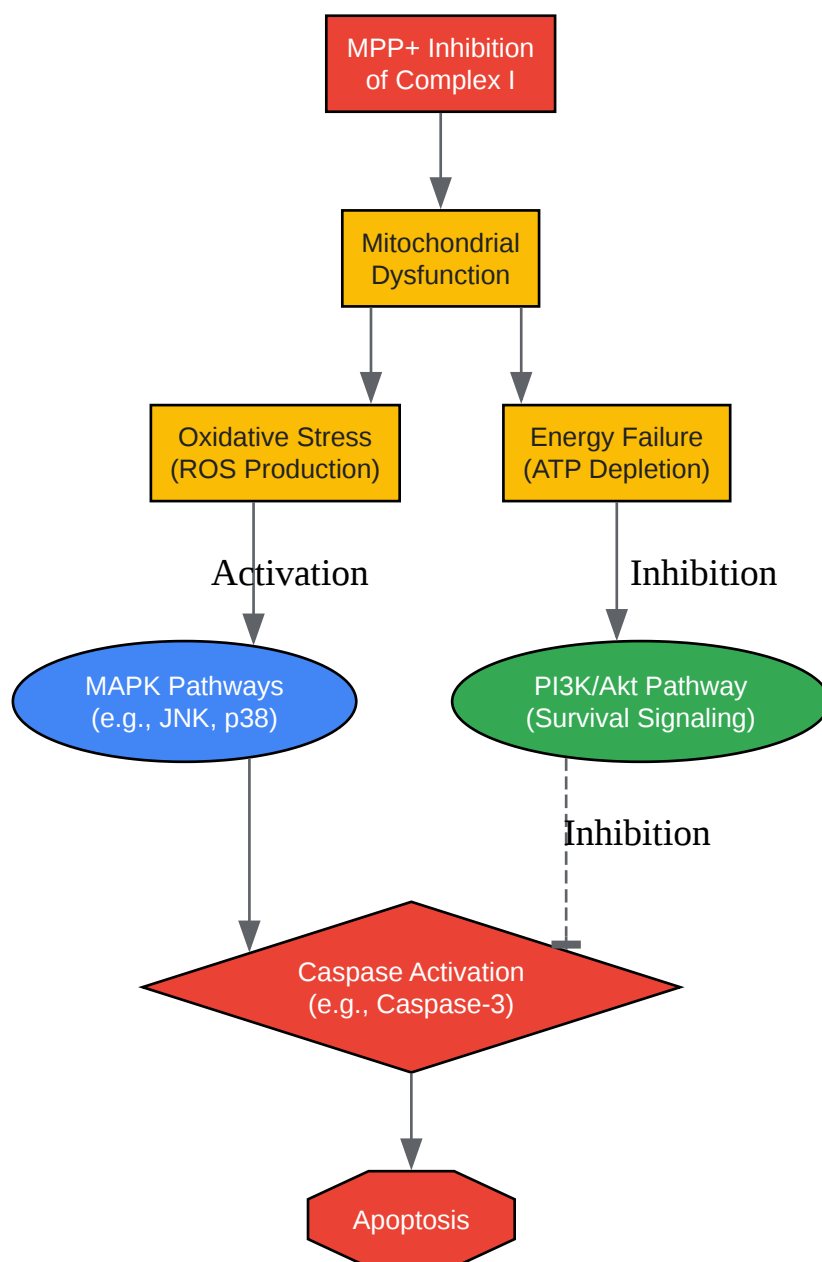 MPP+ Inhibition
of Complex I
Mitochondrial
Dysfunction
Oxidative Stress
(ROS Production)
Energy Failure
(ATP Depletion)
Activation
Inhibition
MAPK Pathways
(e.g., JNK, p38)
PI3K/Akt Pathway
(Survival Signaling)
Inhibition
Caspase Activation
(e.g., Caspase-3)
Apoptosis